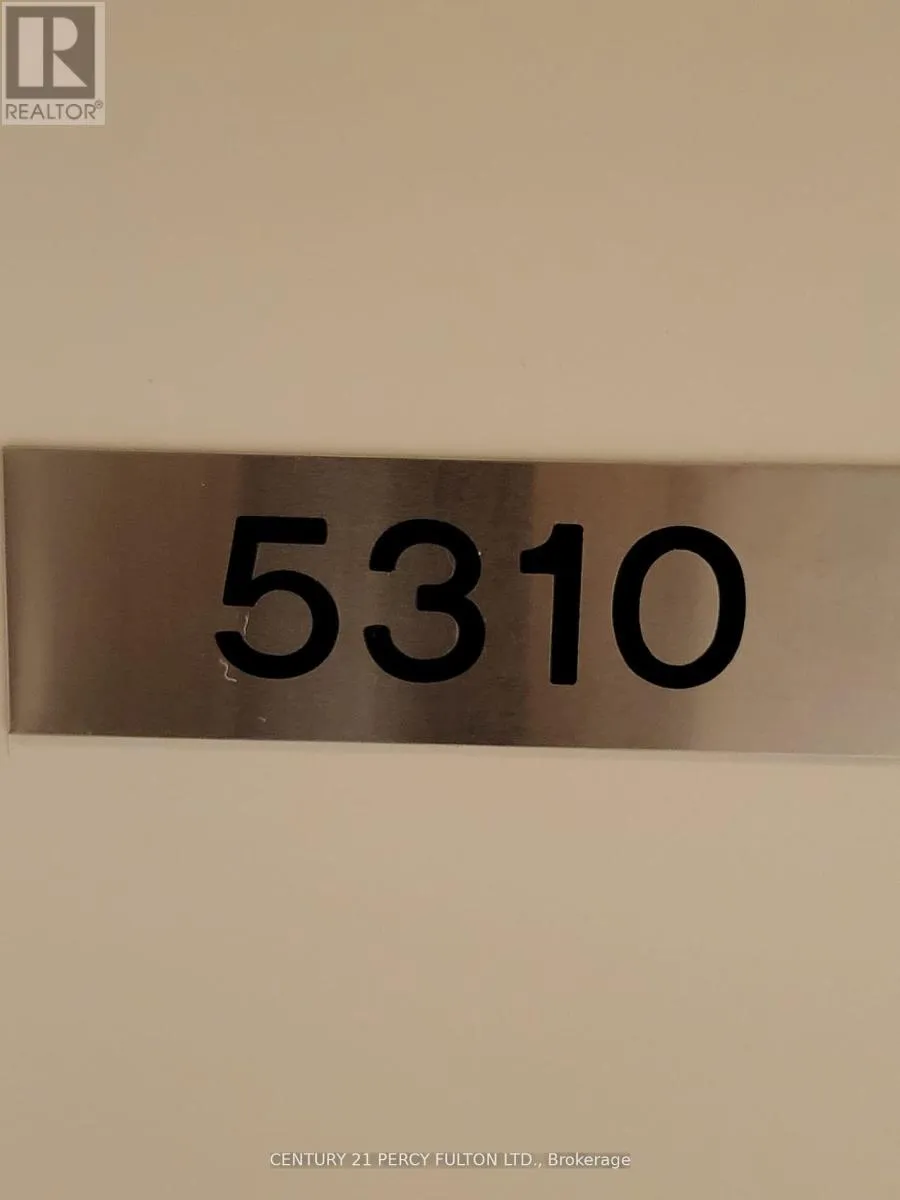 R
REALTOR®
5310
CENTURY 21 PERCY FULTON LTD., Brokerage